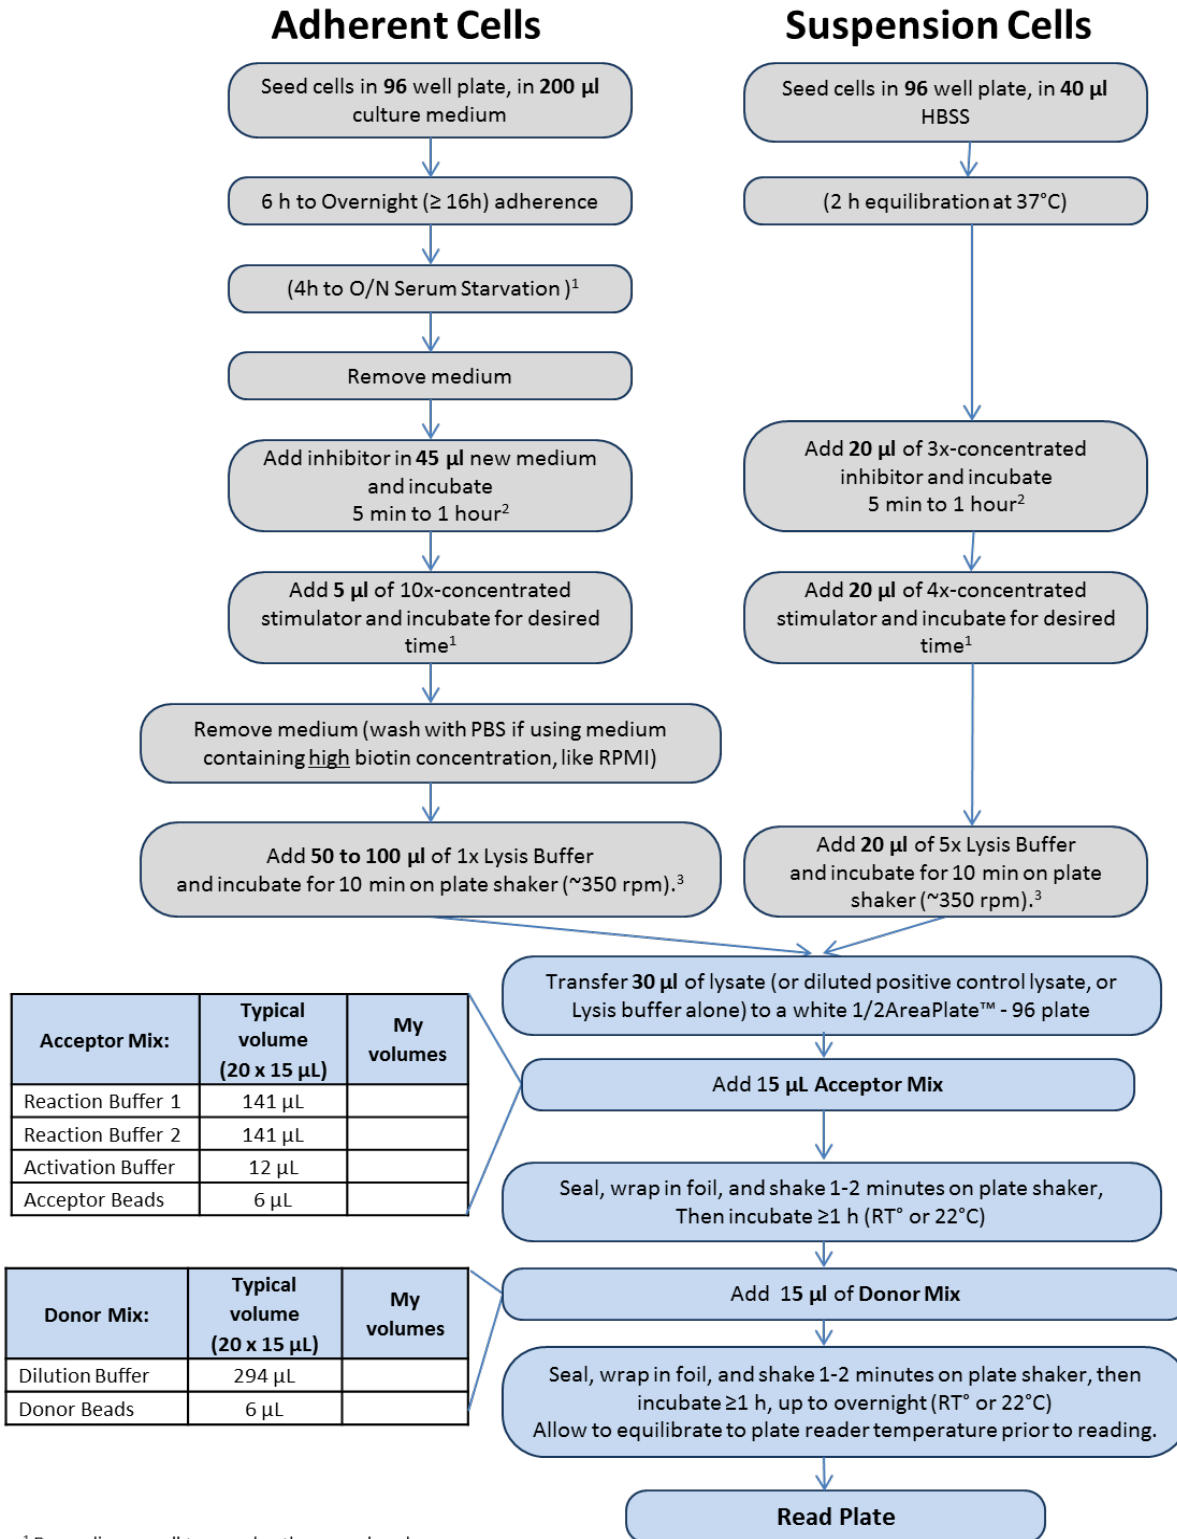 Adherent Cells
Seed cells in 96 well plate, in 200 µl
culture medium
6 h to Overnight (≥ 16h) adherence
(4h to O/N Serum Starvation )¹
Remove medium
Add inhibitor in 45 µl new medium
and incubate
5 min to 1 hour²
Add 5 µl of 10x-concentrated
stimulator and incubate for desired
time¹
Remove medium (wash with PBS if using medium
containing high biotin concentration, like RPMI)
Add 50 to 100 µl of 1x Lysis Buffer
and incubate for 10 min on plate shaker (~350 rpm).³
Suspension Cells
Seed cells in 96 well plate, in 40 µl
HBSS
(2 h equilibration at 37°C)
Add 20 µl of 3x-concentrated
inhibitor and incubate
5 min to 1 hour²
Add 20 µl of 4x-concentrated
stimulator and incubate for desired
time¹
Add 20 µl of 5x Lysis Buffer
and incubate for 10 min on plate
shaker (~350 rpm).³
Transfer 30 µl of lysate (or diluted positive control lysate, or
Lysis buffer alone) to a white 1/2AreaPlate™ - 96 plate
Add 15 µL Acceptor Mix
Acceptor Mix: Typical volume (20 x 15 µL) My volumes
Reaction Buffer 1 141 µL
Reaction Buffer 2 141 µL
Activation Buffer 12 µL
Acceptor Beads 6 µL
Seal, wrap in foil, and shake 1-2 minutes on plate shaker,
Then incubate ≥1 h (RT° or 22°C)
Add 15 µl of Donor Mix
Donor Mix: Typical volume (20 x 15 µL) My volumes
Dilution Buffer 294 µL
Donor Beads 6 µL
Seal, wrap in foil, and shake 1-2 minutes on plate shaker, then
incubate ≥1 h, up to overnight (RT° or 22°C)
Allow to equilibrate to plate reader temperature prior to reading.
Read Plate